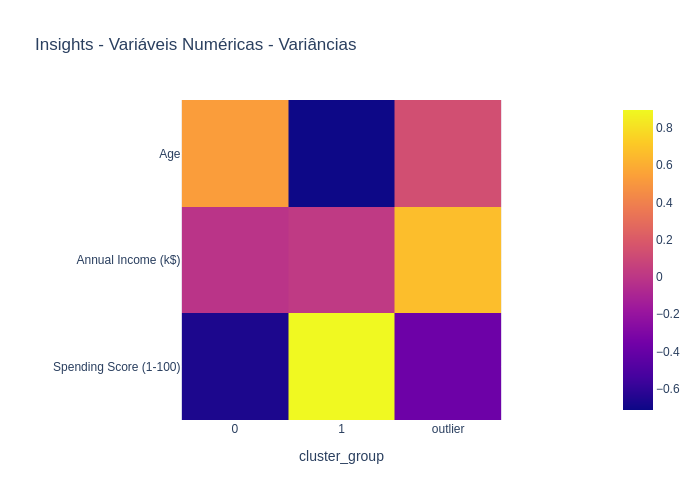 Insights - Variáveis Numéricas - Variâncias
Age
Annual Income (k$)
Spending Score (1-100)
0
1
outlier
cluster_group
0.8
0.6
0.4
0.2
0
−0.2
−0.4
−0.6